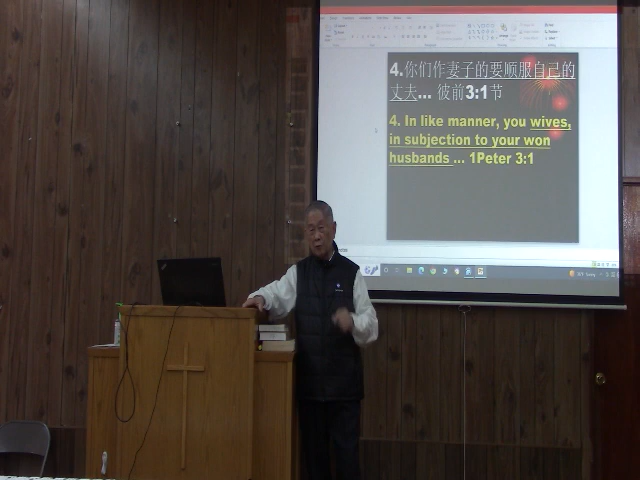 4.你们作妻子的要顺服自己的
丈夫... 彼前3:1节
4. In like manner, you wives,
in subjection to your won
husbands ... 1Peter 3:1